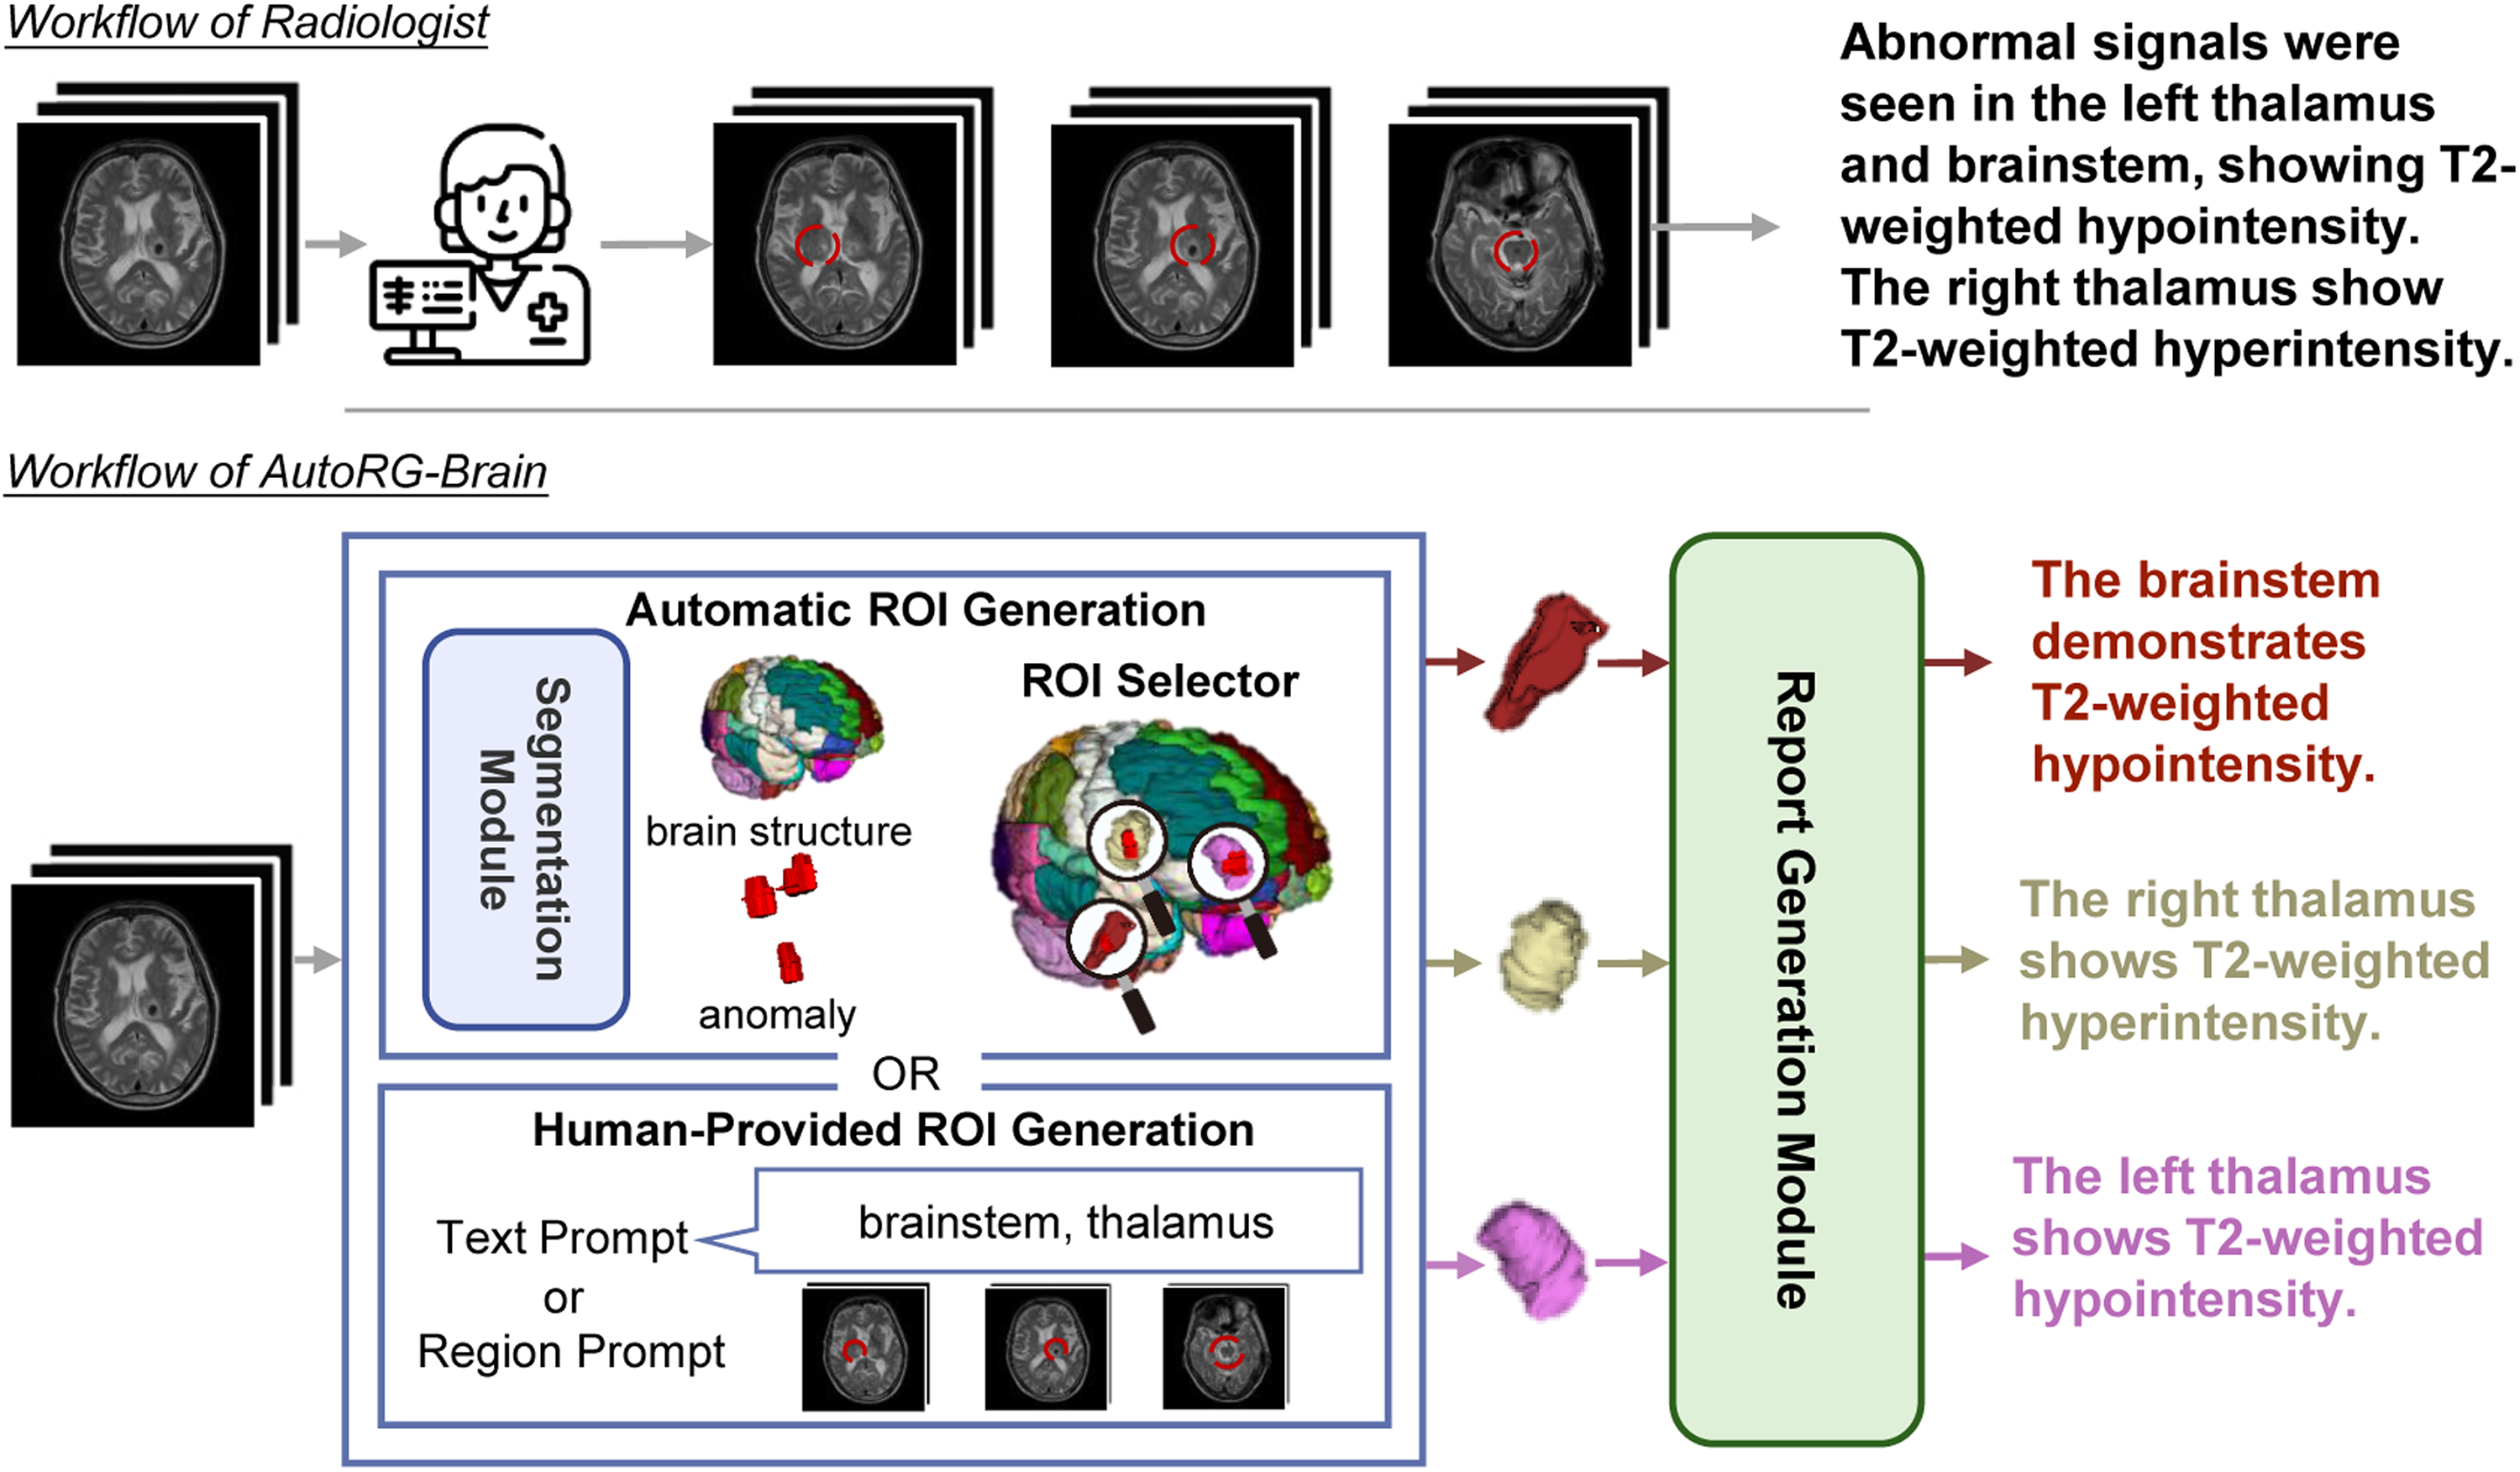 Workflow of Radiologist
Abnormal signals were
seen in the left thalamus
and brainstem, showing T2-
weighted hypointensity.
The right thalamus show
T2-weighted hyperintensity.
Workflow of AutoRG-Brain
Automatic ROI Generation
Segmentation
Module
brain structure
anomaly
ROI Selector
OR
Human-Provided ROI Generation
Text Prompt
or
Region Prompt
brainstem, thalamus
Report Generation Module
The brainstem
demonstrates
T2-weighted
hypointensity.
The right thalamus
shows T2-weighted
hyperintensity.
The left thalamus
shows T2-weighted
hypointensity.